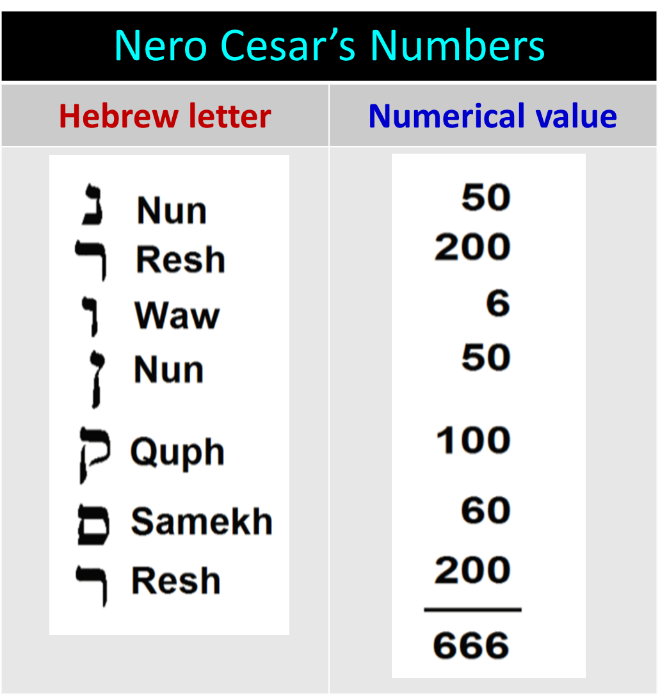 Nero Cesar’s Numbers
Hebrew letter Numerical value
נ Nun 50
ר Resh 200
ו Waw 6
ן Nun 50
ק Quph 100
ם Samekh 60
ר Resh 200
666